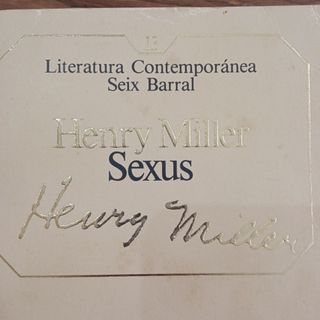 12
Literatura Contemporánea
Seix Barral
Henry Miller
Sexus
Henry Miller